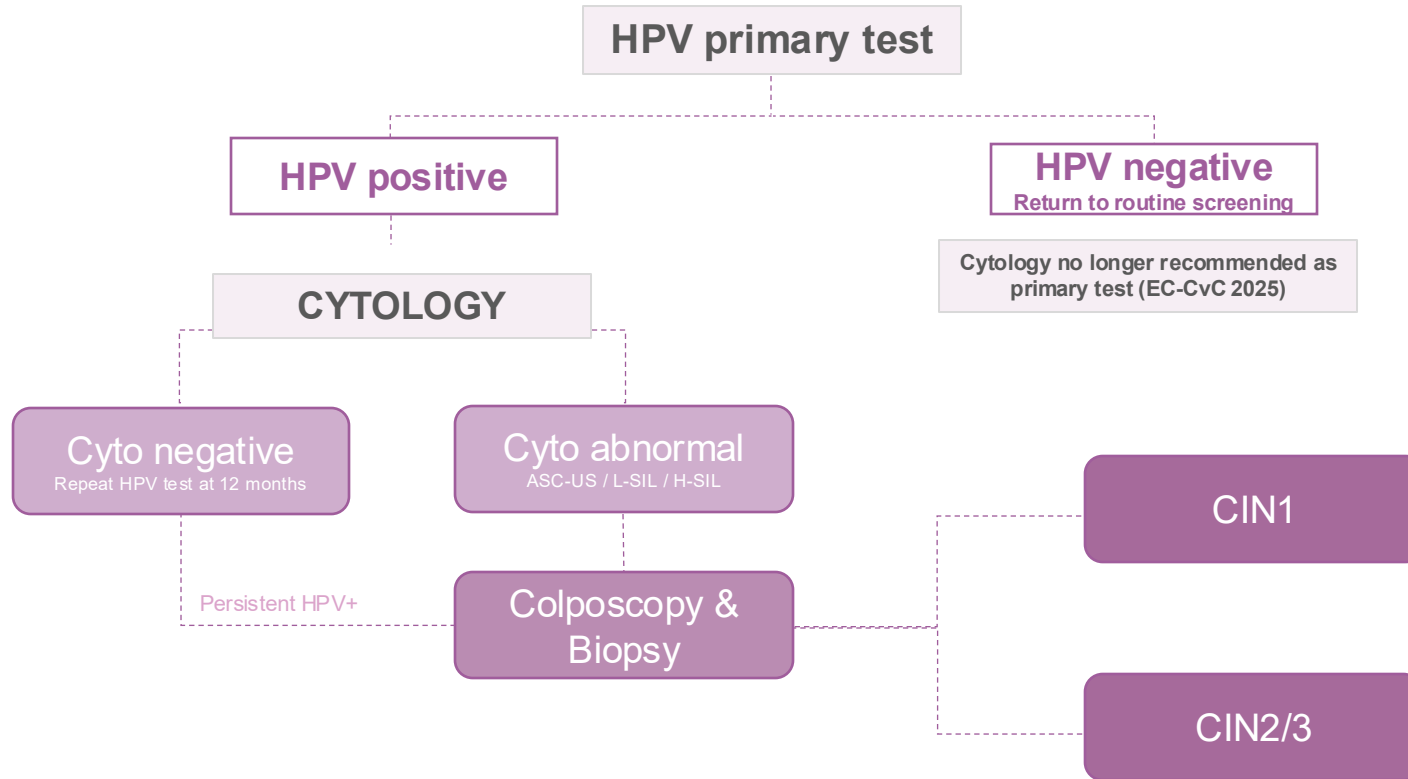 HPV primary test
HPV positive
HPV negative
Return to routine screening
Cytology no longer recommended as
primary test (EC-CvC 2025)
CYTOLOGY
Cyto negative
Repeat HPV test at 12 months
Cyto abnormal
ASC-US / L-SIL / H-SIL
CIN1
Persistent HPV+
Colposcopy &
Biopsy
CIN2/3